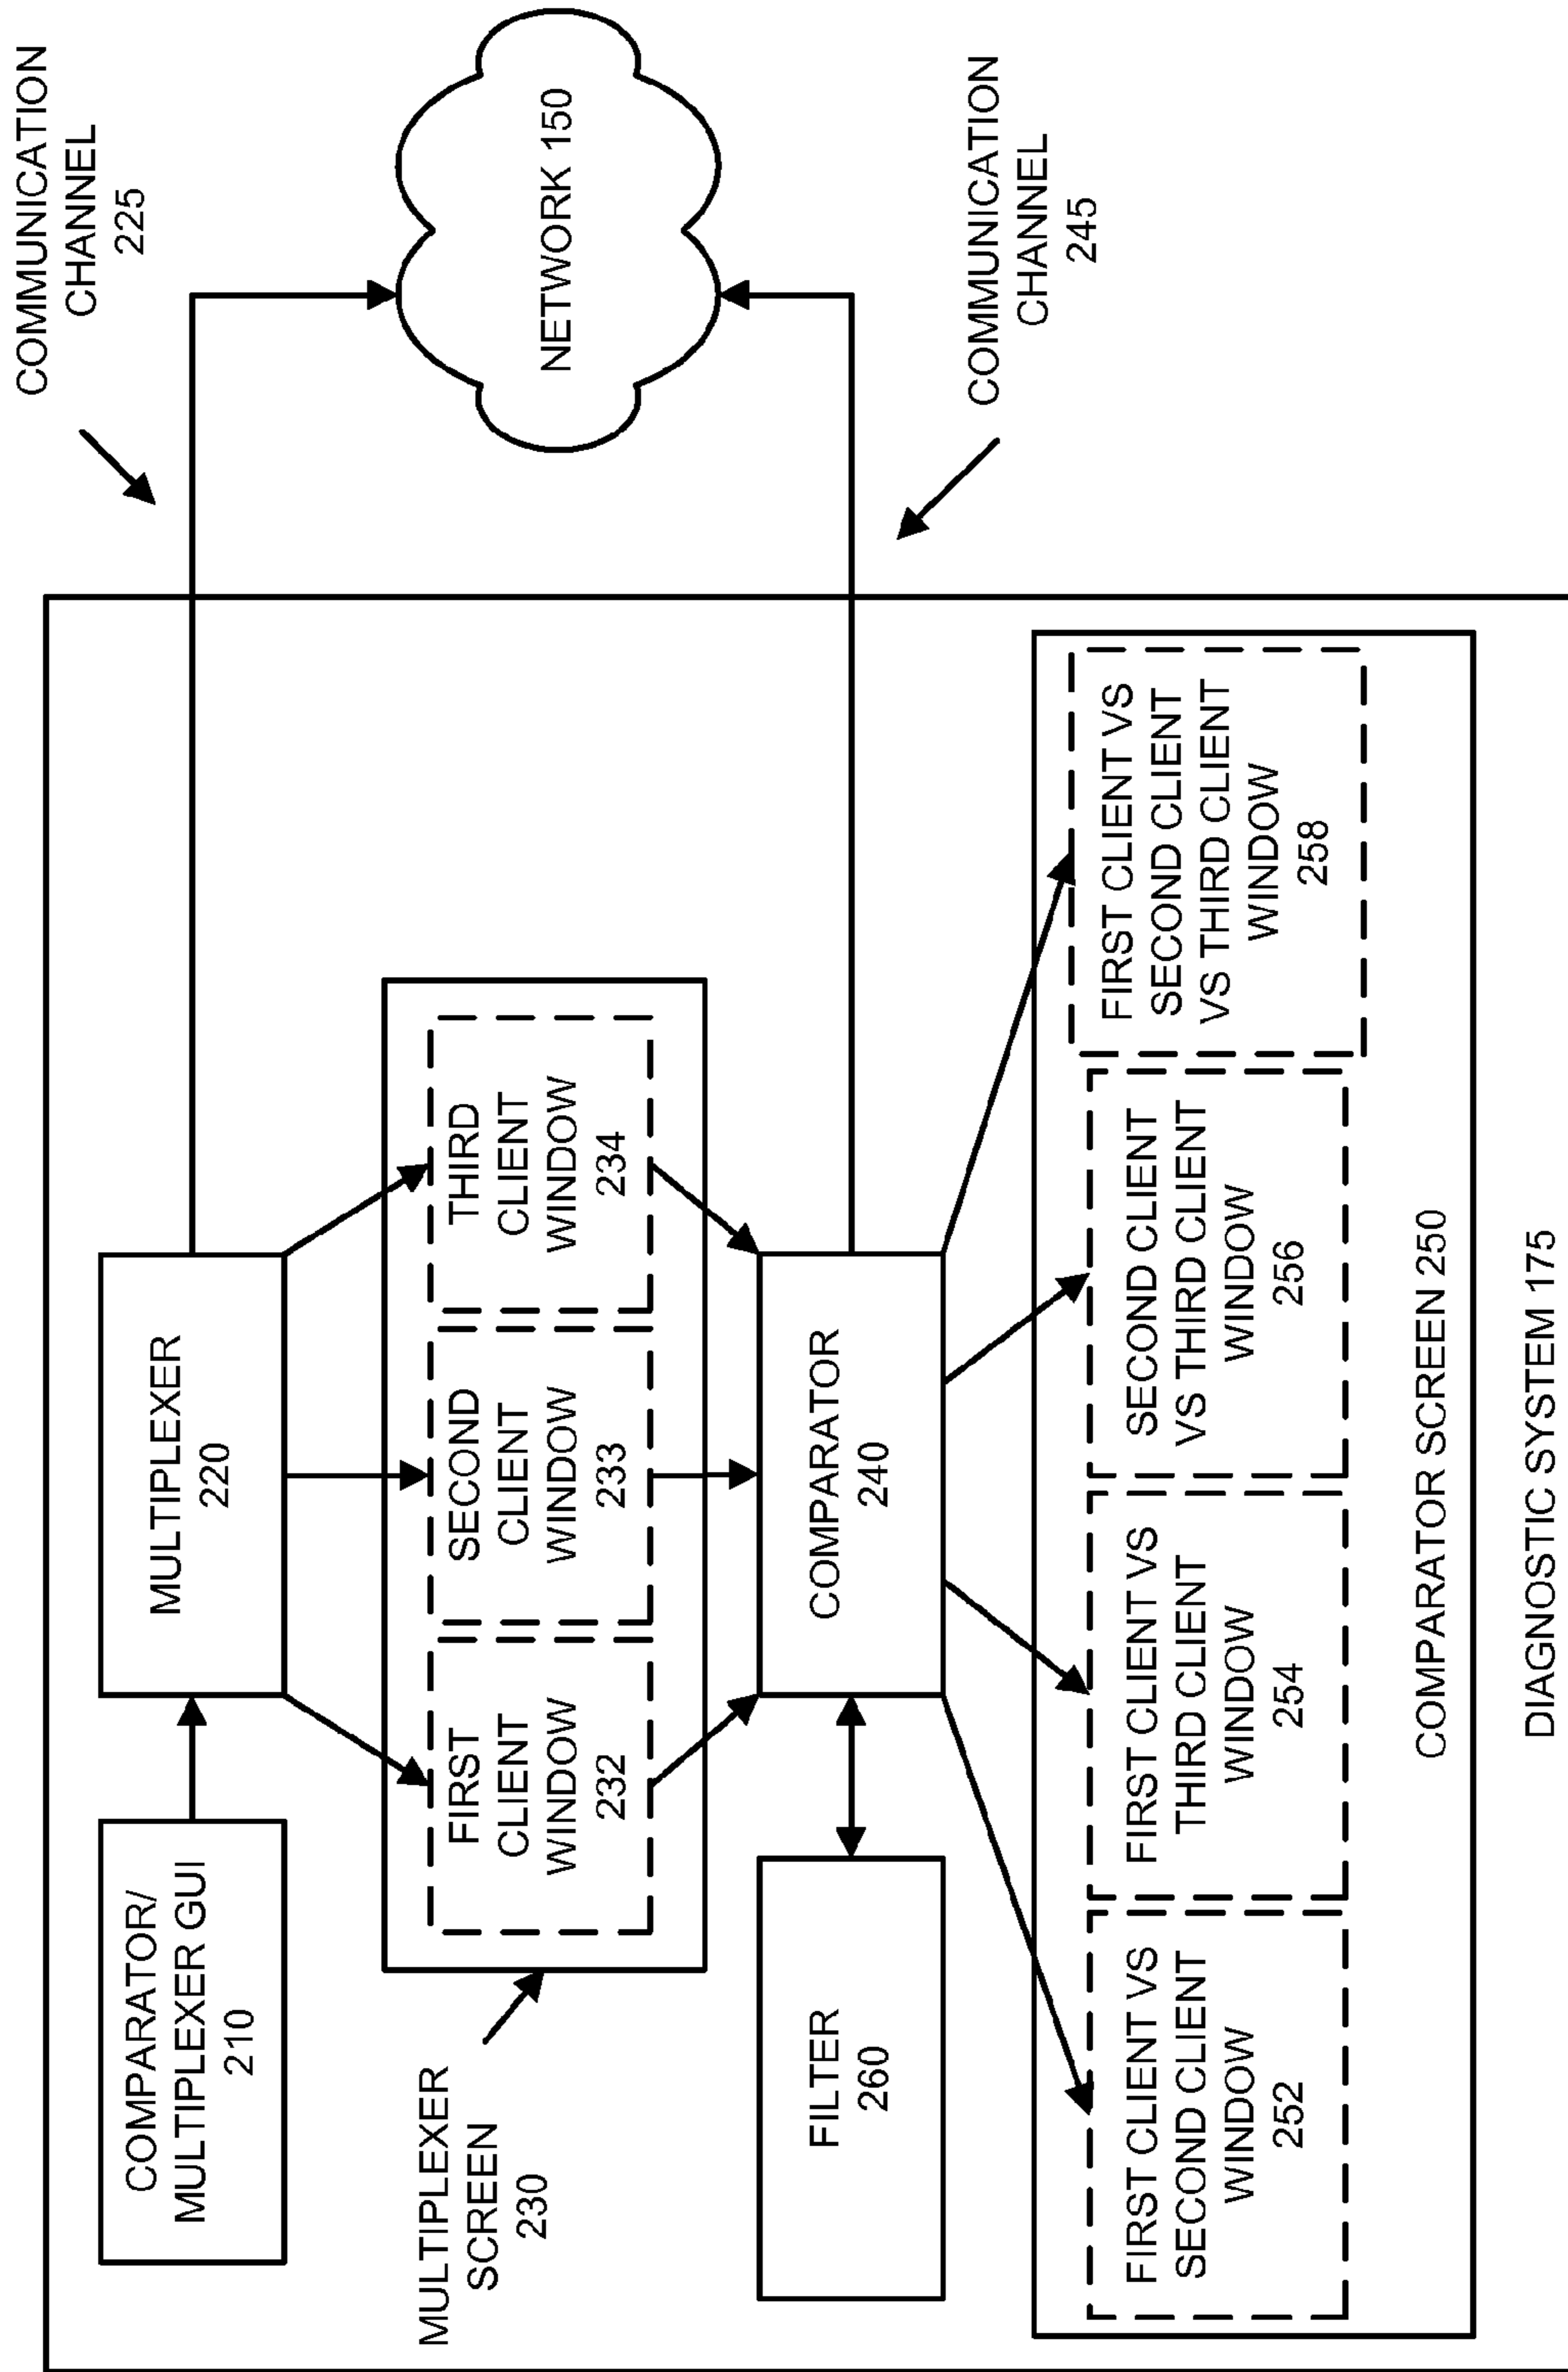 COMPARATOR/
MULTIPLEXER GUI
210
MULTIPLEXER
220
COMMUNICATION
CHANNEL
225
MULTIPLEXER
SCREEN
230
FIRST
CLIENT
WINDOW
232
SECOND
CLIENT
WINDOW
233
THIRD
CLIENT
WINDOW
234
NETWORK 150
FILTER
260
COMPARATOR
240
COMMUNICATION
CHANNEL
245
FIRST CLIENT VS
SECOND CLIENT
WINDOW
252
FIRST CLIENT VS
THIRD CLIENT
WINDOW
254
SECOND CLIENT
VS THIRD CLIENT
WINDOW
256
FIRST CLIENT VS
SECOND CLIENT
VS THIRD CLIENT
WINDOW
258
COMPARATOR SCREEN 250
DIAGNOSTIC SYSTEM 175